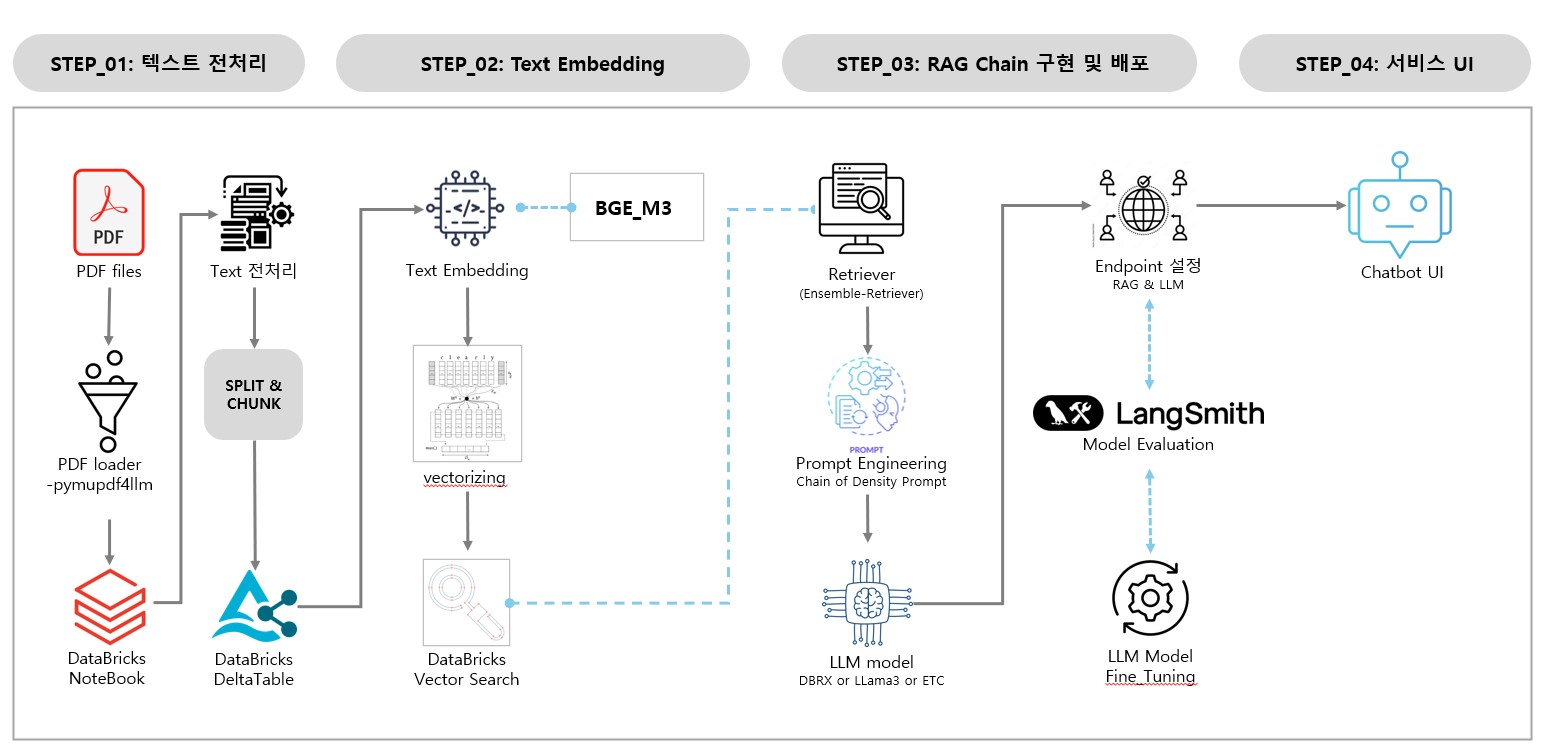 STEP_01: 텍스트 전처리
STEP_02: Text Embedding
STEP_03: RAG Chain 구현 및 배포
STEP_04: 서비스 UI
PDF
PDF files
PDF loader
-pymupdf4llm
DataBricks
NoteBook
Text 전처리
SPLIT &
CHUNK
DataBricks
DeltaTable
</>
Text Embedding
BGE_M3
c l e a r l y
vectorizing
DataBricks
Vector Search
Retriever
(Ensemble-Retriever)
PROMPT
Prompt Engineering
Chain of Density Prompt
LLM model
DBRX or LLama3 or ETC
Endpoint 설정
RAG & LLM
LangSmith
Model Evaluation
LLM Model
Fine_Tuning
Chatbot UI